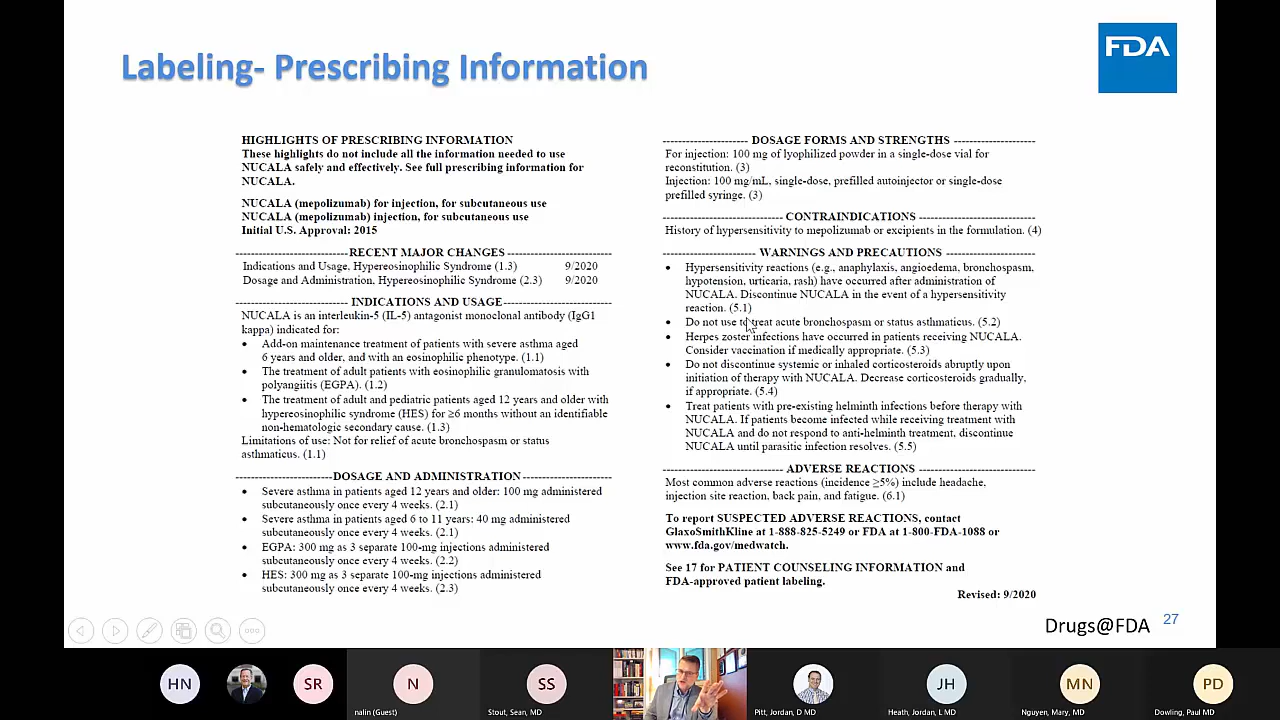 Labeling- Prescribing Information
FDA
HIGHLIGHTS OF PRESCRIBING INFORMATION
These highlights do not include all the information needed to use
NUCALA safely and effectively. See full prescribing information for
NUCALA.
NUCALA (mepolizumab) for injection, for subcutaneous use
NUCALA (mepolizumab) injection, for subcutaneous use
Initial U.S. Approval: 2015
---------------------RECENT MAJOR CHANGES---------------------
Indications and Usage, Hypereosinophilic Syndrome (1.3) 9/2020
Dosage and Administration, Hypereosinophilic Syndrome (2.3) 9/2020
--------------------- INDICATIONS AND USAGE---------------------
NUCALA is an interleukin-5 (IL-5) antagonist monoclonal antibody (IgG1
kappa) indicated for:
• Add-on maintenance treatment of patients with severe asthma aged
6 years and older, and with an eosinophilic phenotype. (1.1)
• The treatment of adult patients with eosinophilic granulomatosis with
polyangiitis (EGPA). (1.2)
• The treatment of adult and pediatric patients aged 12 years and older with
hypereosinophilic syndrome (HES) for ≥6 months without an identifiable
non-hematologic secondary cause. (1.3)
Limitations of use: Not for relief of acute bronchospasm or status
asthmaticus. (1.1)
------------------DOSAGE AND ADMINISTRATION------------------
• Severe asthma in patients aged 12 years and older: 100 mg administered
subcutaneously once every 4 weeks. (2.1)
• Severe asthma in patients aged 6 to 11 years: 40 mg administered
subcutaneously once every 4 weeks. (2.1)
• EGPA: 300 mg as 3 separate 100-mg injections administered
subcutaneously once every 4 weeks. (2.2)
• HES: 300 mg as 3 separate 100-mg injections administered
subcutaneously once every 4 weeks. (2.3)
--------------------- DOSAGE FORMS AND STRENGTHS ---------------------
For injection: 100 mg of lyophilized powder in a single-dose vial for
reconstitution. (3)
Injection: 100 mg/mL, single-dose, prefilled autoinjector or single-dose
prefilled syringe. (3)
------------------------------ CONTRAINDICATIONS -----------------------------
History of hypersensitivity to mepolizumab or excipients in the formulation. (4)
----------------------- WARNINGS AND PRECAUTIONS -----------------------
• Hypersensitivity reactions (e.g., anaphylaxis, angioedema, bronchospasm,
hypotension, urticaria, rash) have occurred after administration of
NUCALA. Discontinue NUCALA in the event of a hypersensitivity
reaction. (5.1)
• Do not use to treat acute bronchospasm or status asthmaticus. (5.2)
• Herpes zoster infections have occurred in patients receiving NUCALA.
Consider vaccination if medically appropriate. (5.3)
• Do not discontinue systemic or inhaled corticosteroids abruptly upon
initiation of therapy with NUCALA. Decrease corticosteroids gradually,
if appropriate. (5.4)
• Treat patients with pre-existing helminth infections before therapy with
NUCALA. If patients become infected while receiving treatment with
NUCALA and do not respond to anti-helminth treatment, discontinue
NUCALA until parasitic infection resolves. (5.5)
------------------------------ ADVERSE REACTIONS -----------------------------
Most common adverse reactions (incidence ≥5%) include headache,
injection site reaction, back pain, and fatigue. (6.1)
To report SUSPECTED ADVERSE REACTIONS, contact
GlaxoSmithKline at 1-888-825-5249 or FDA at 1-800-FDA-1088 or
www.fda.gov/medwatch.
See 17 for PATIENT COUNSELING INFORMATION and
FDA-approved patient labeling.
Revised: 9/2020
Drugs@FDA 27
HN SR N SS JH MN PD
nalin (Guest) Stout, Sean, MD Pitt, Jordan, D MD Heath, Jordan, L MD Nguyen, Mary, MD Dowling, Paul MD